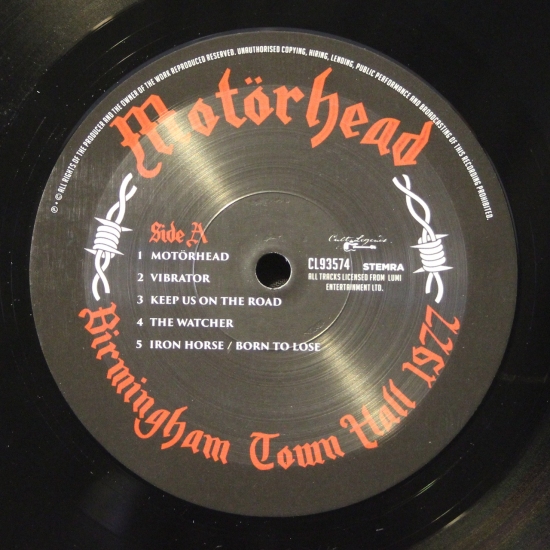 ℗ • © ALL RIGHTS OF THE PRODUCER AND THE OWNER OF THE WORK REPRODUCED RESERVED. UNAUTHORISED COPYING, HIRING, LENDING, PUBLIC PERFORMANCE AND BROADCASTING OF THIS RECORDING PROHIBITED.
Motörhead
Side A
1 MOTÖRHEAD
2 VIBRATOR
3 KEEP US ON THE ROAD
4 THE WATCHER
5 IRON HORSE / BORN TO LOSE
Cult Legends
CL93574 STEMRA
ALL TRACKS LICENSED FROM LUMI
ENTERTAINMENT LTD.
Birmingham Town Hall 1977